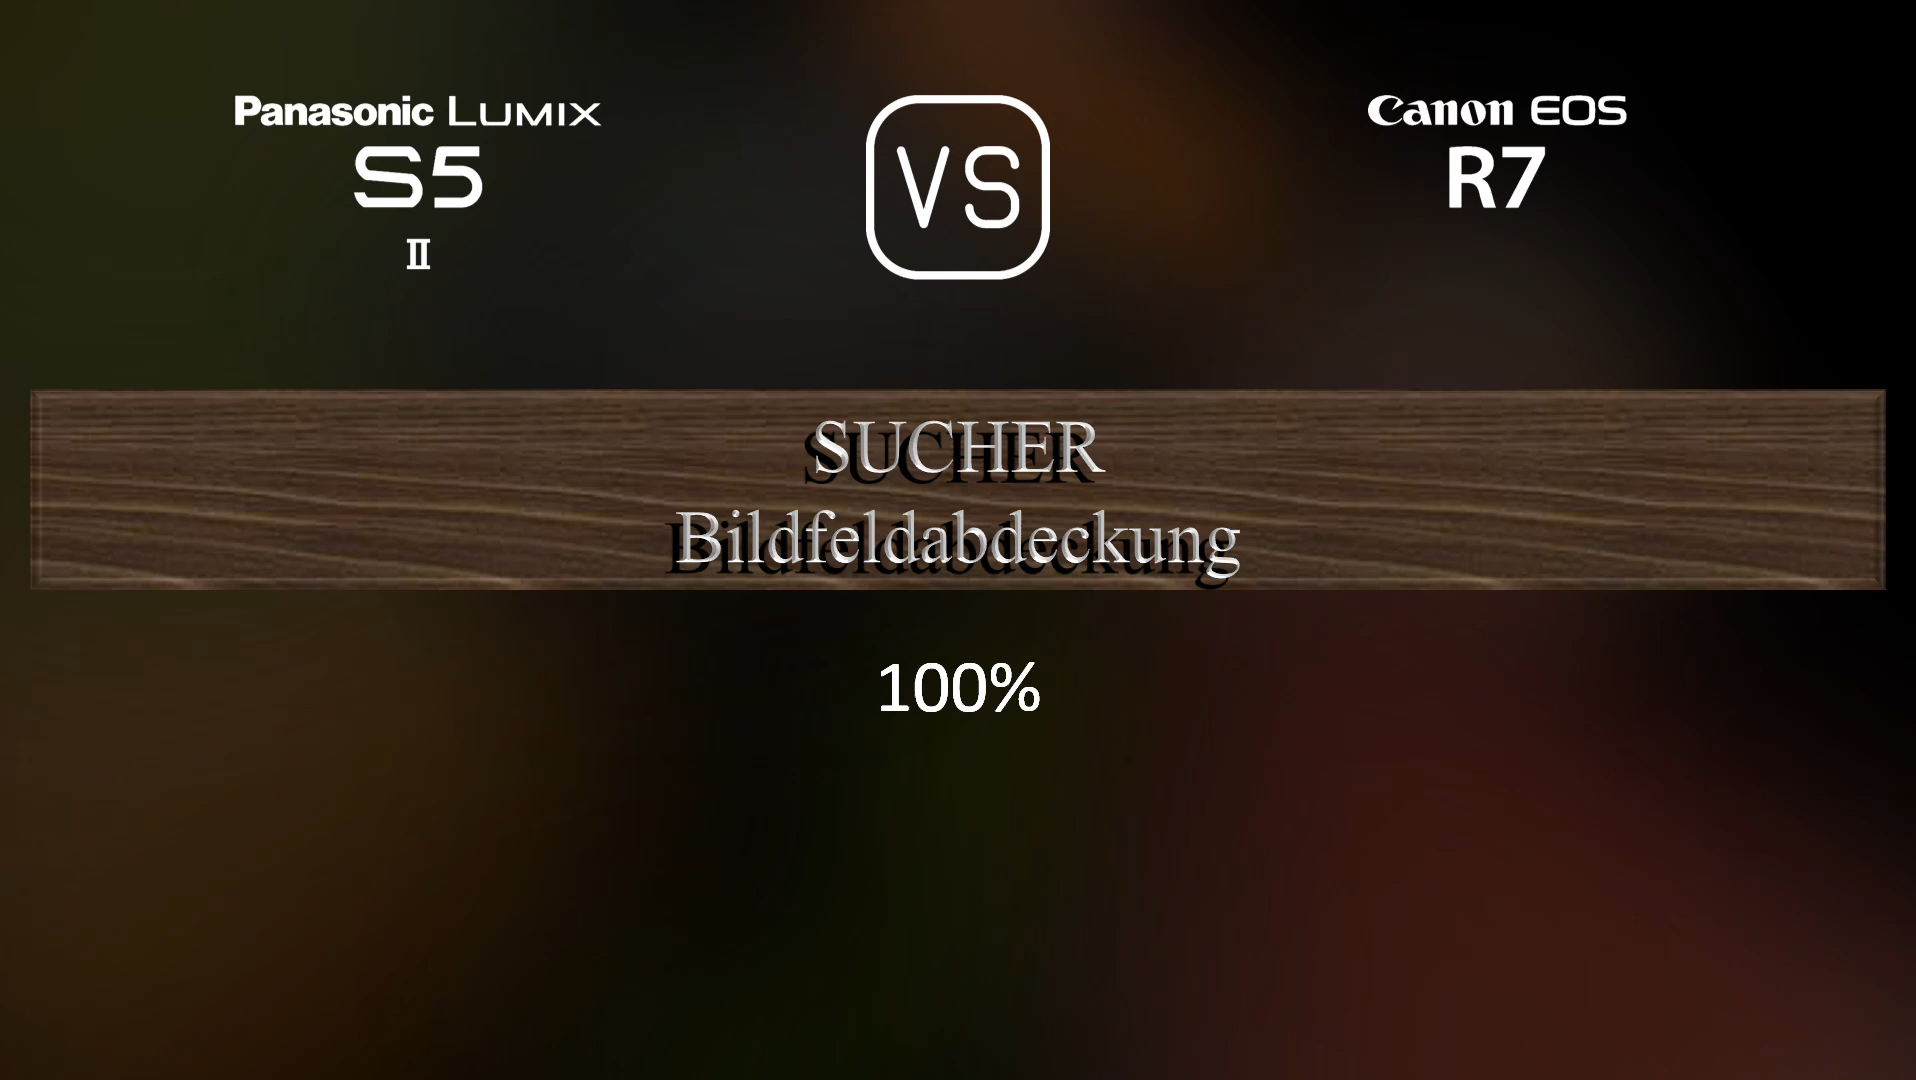 Panasonic LUMIX
S5
II
VS
Canon EOS
R7
SUCHER
Bildfeldabdeckung
100%